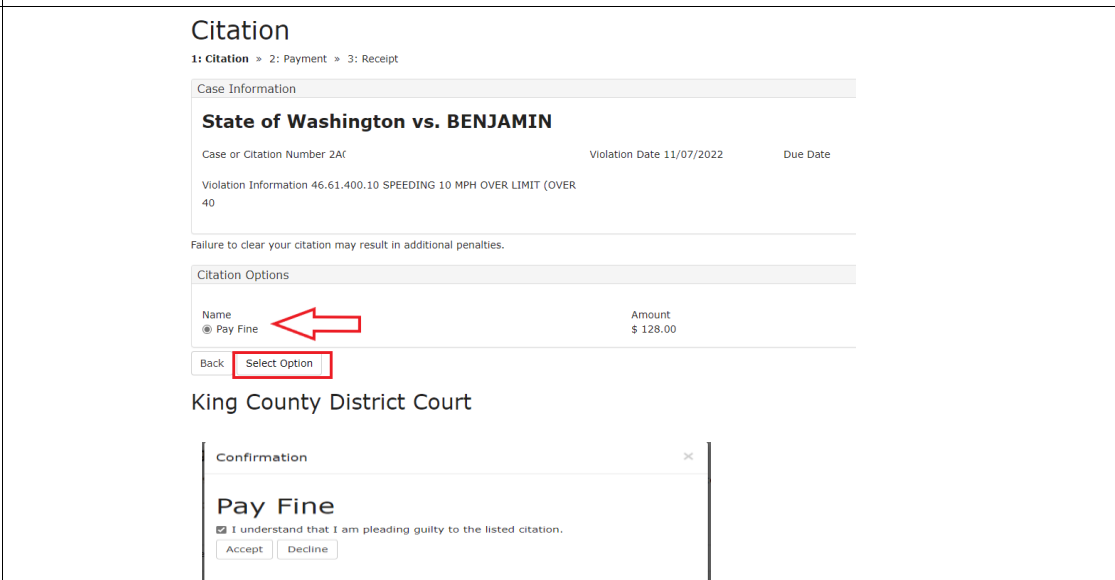 Citation
1: Citation » 2: Payment » 3: Receipt
Case Information
State of Washington vs. BENJAMIN
Case or Citation Number 2A0 Violation Date 11/07/2022 Due Date
Violation Information 46.61.400.10 SPEEDING 10 MPH OVER LIMIT (OVER
40
Failure to clear your citation may result in additional penalties.
Citation Options
Name Amount
Pay Fine $ 128.00
Back Select Option
King County District Court
Confirmation ×
Pay Fine
I understand that I am pleading guilty to the listed citation.
Accept Decline